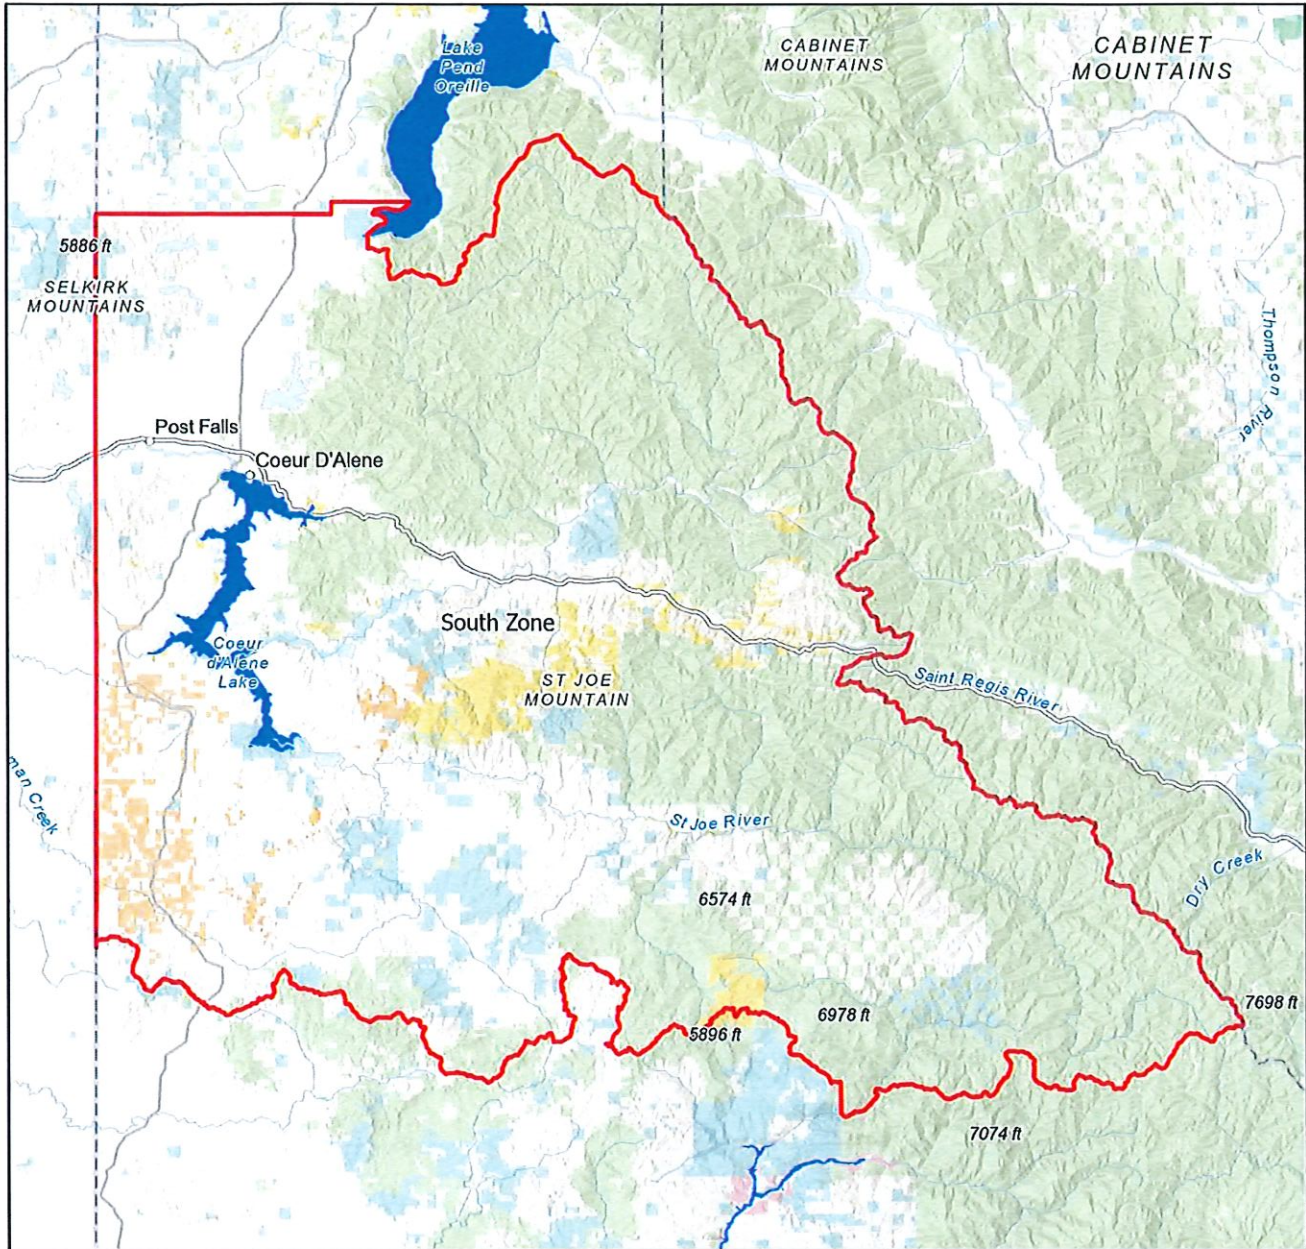 Lake
Pend
Oreille
CABINET
MOUNTAINS
CABINET
MOUNTAINS
5886 ft
SELKIRK
MOUNTAINS
Thompson
River
Post Falls
Coeur D'Alene
South Zone
Coeur
d'Alene
Lake
ST JOE
MOUNTAIN
Saint Regis River
man Creek
St Joe River
Dry Creek
6574 ft
7698 ft
6978 ft
5896 ft
7074 ft